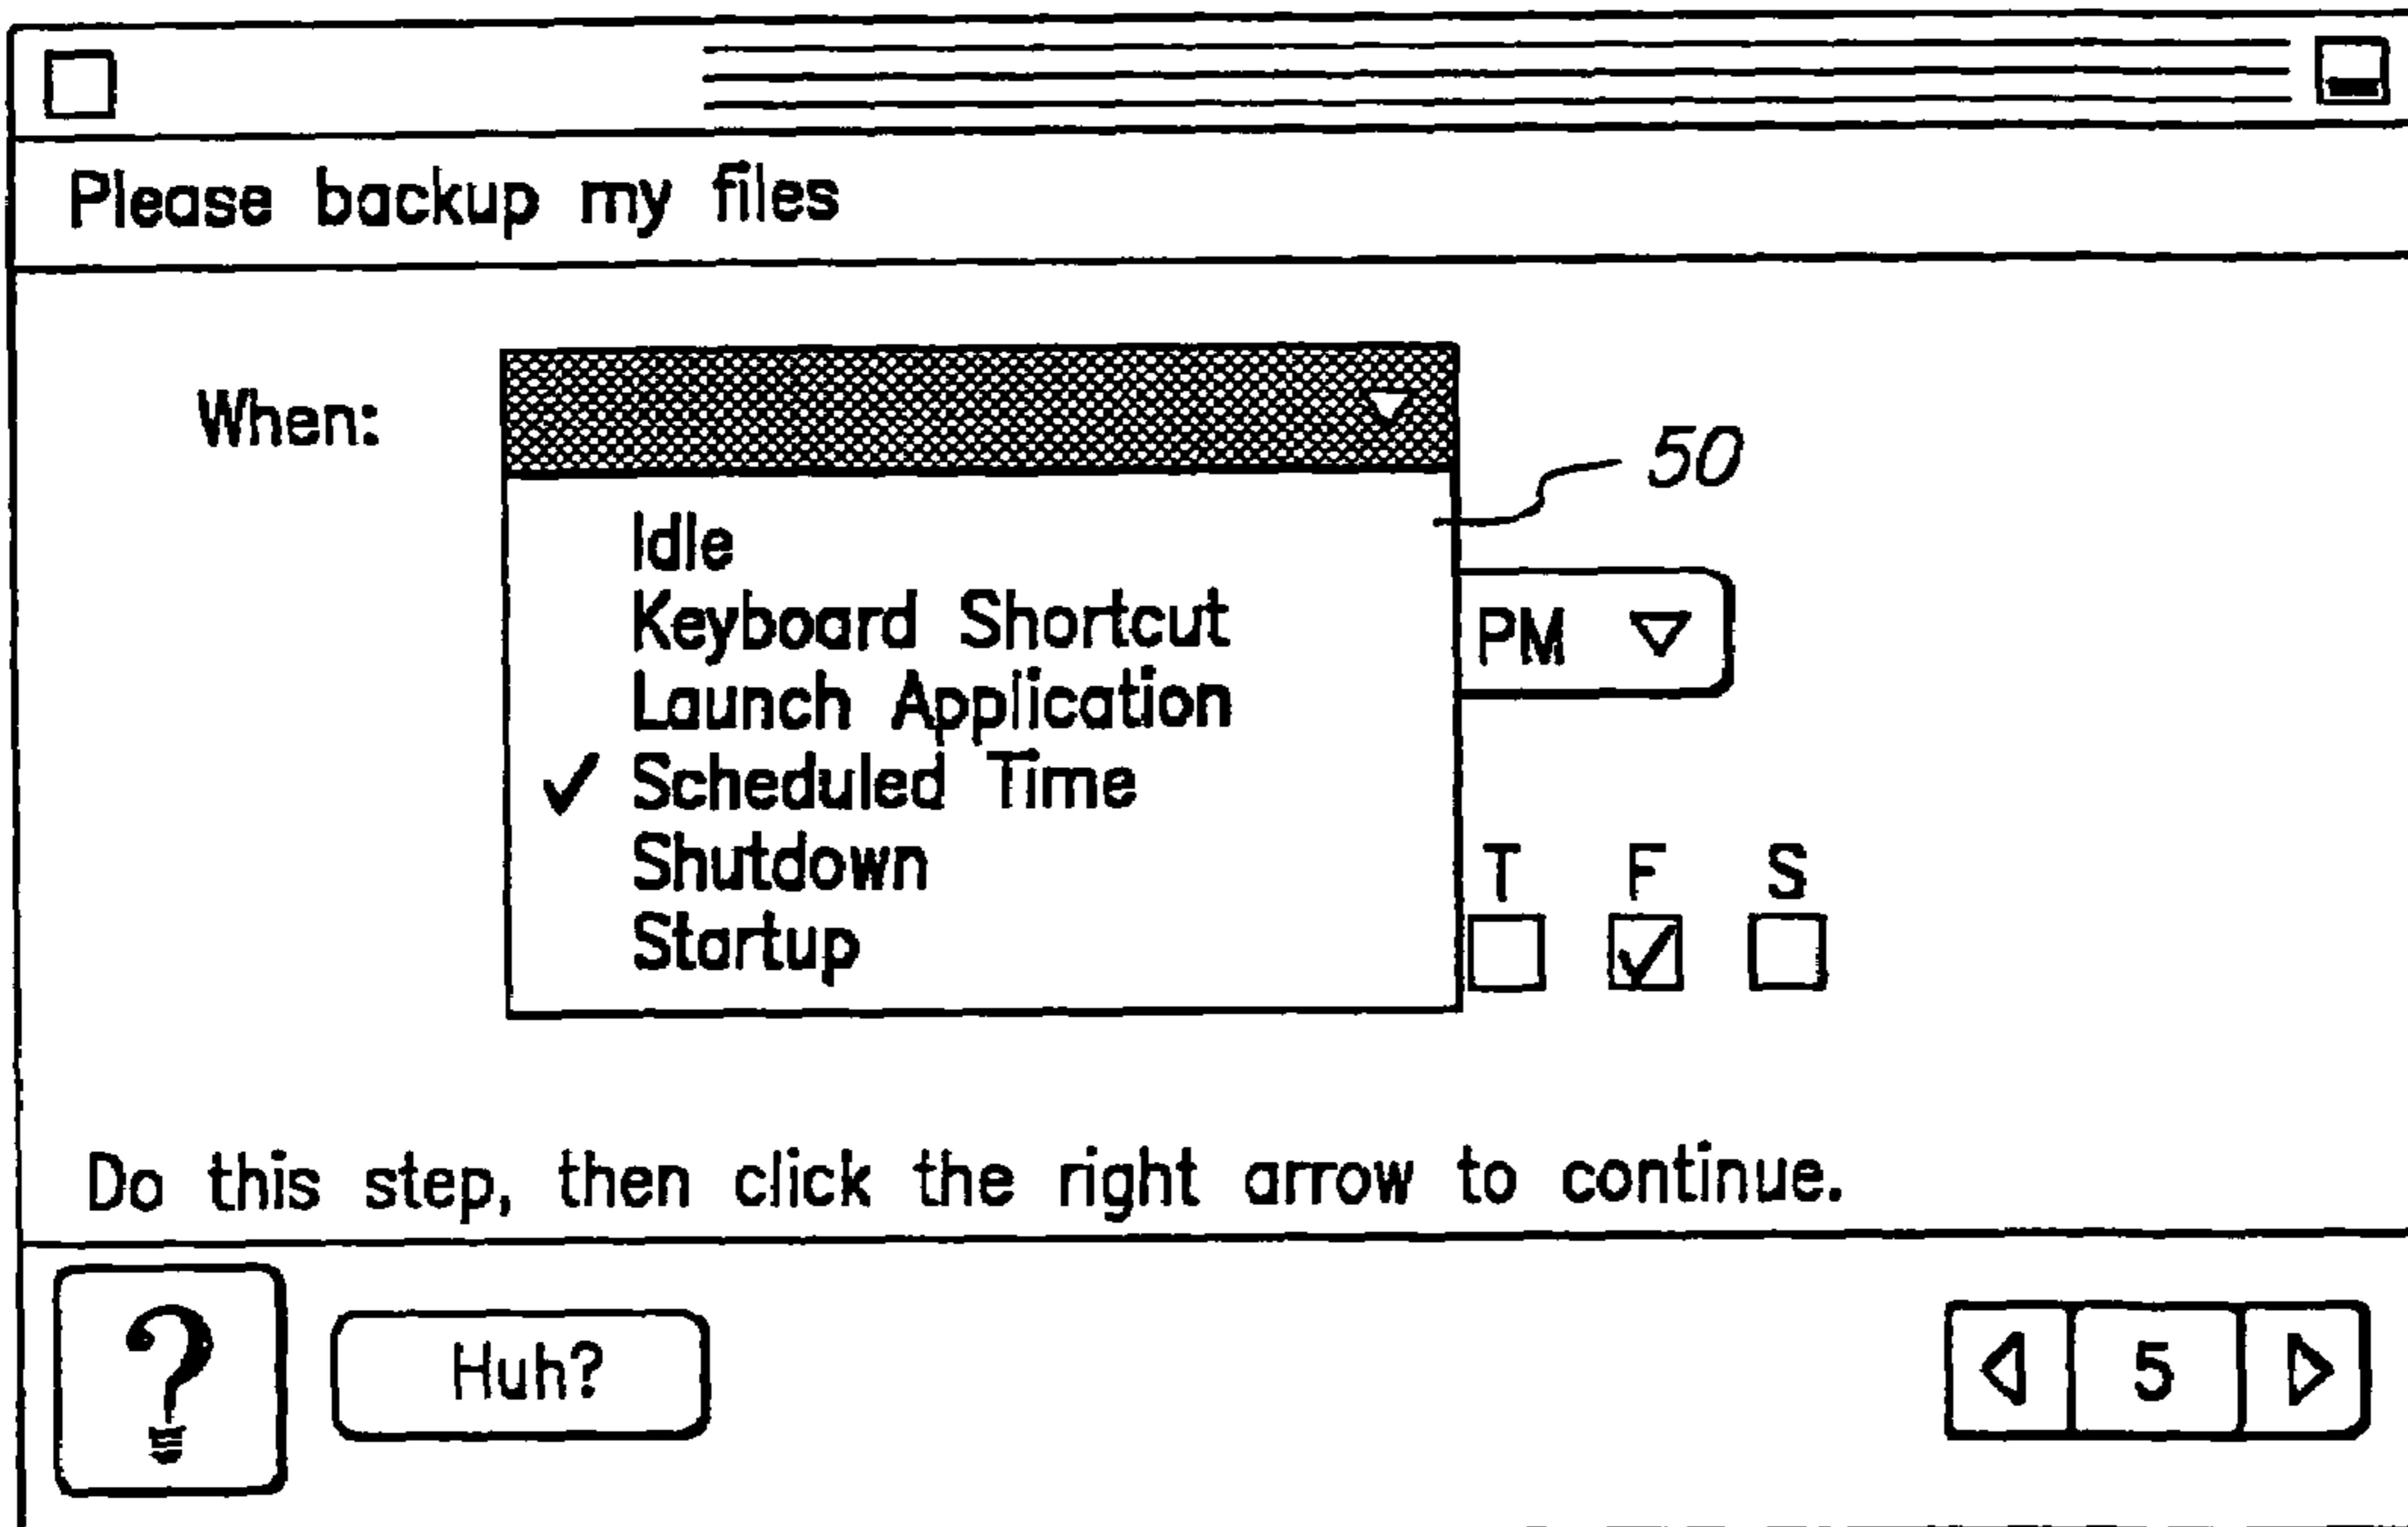 Please backup my files
When:
50
Idle
Keyboard Shortcut
PM
Launch Application
✓ Scheduled Time
Shutdown
T F S
Startup
Do this step, then click the right arrow to continue.
?
Huh?
5